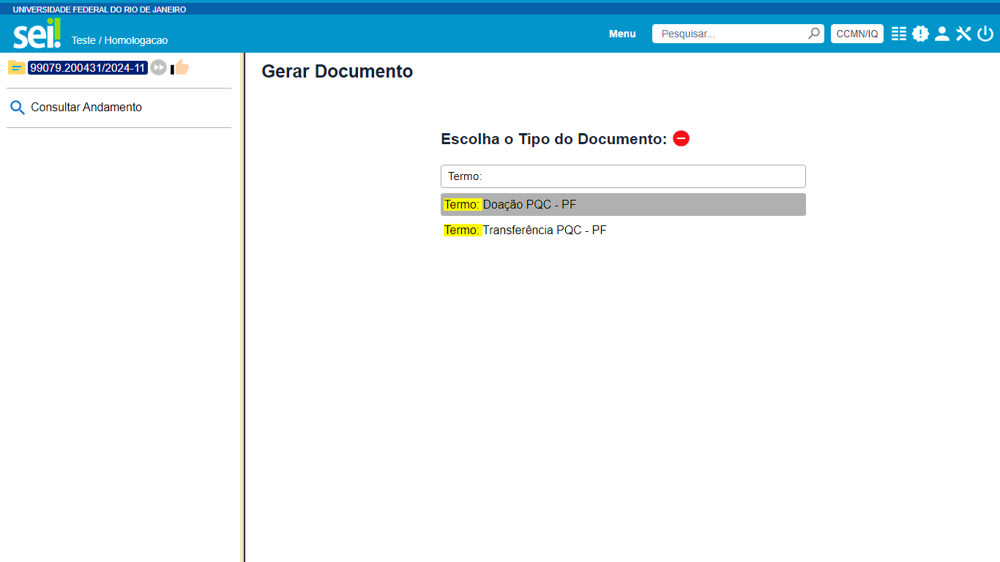 UNIVERSIDADE FEDERAL DO RIO DE JANEIRO
sei!
Teste / Homologacao
Menu
Pesquisar...
CCMN/IQ
99079.200431/2024-11
Consultar Andamento
Gerar Documento
Escolha o Tipo do Documento:
Termo:
Termo: Doação PQC - PF
Termo: Transferência PQC - PF